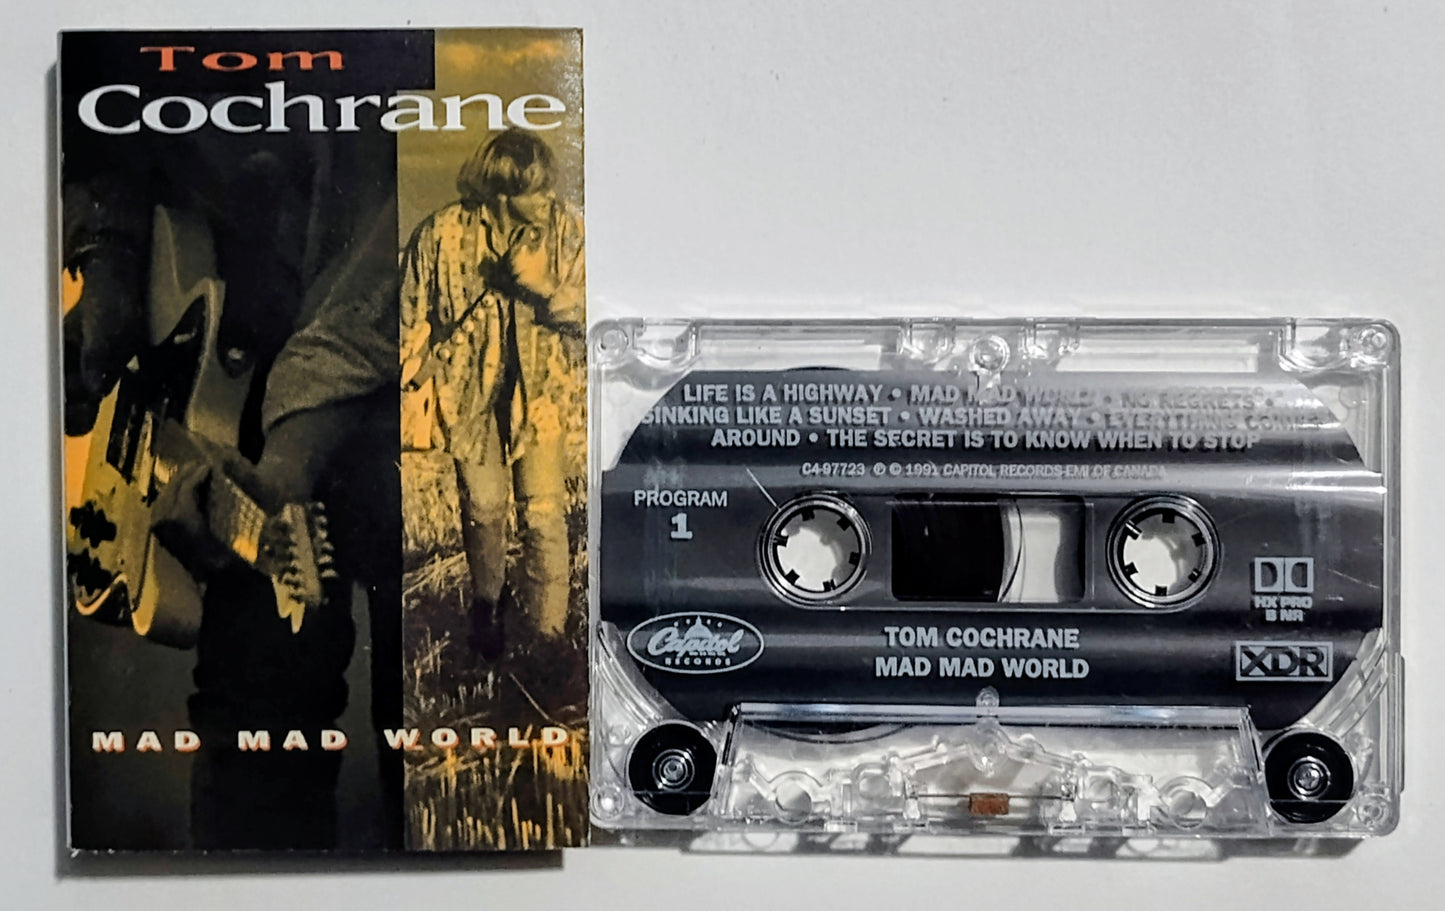 Tom
Cochrane
MAD MAD WORLD
LIFE IS A HIGHWAY • MAD MAD WORLD • NO REGRETS •
SINKING LIKE A SUNSET • WASHED AWAY • EVERYTHING COMES
AROUND • THE SECRET IS TO KNOW WHEN TO STOP
C4-97723 ℗ © 1991 CAPITOL RECORDS-EMI OF CANADA
PROGRAM
1
HX PRO
B NR
Capitol
RECORDS
TOM COCHRANE
MAD MAD WORLD
XDR